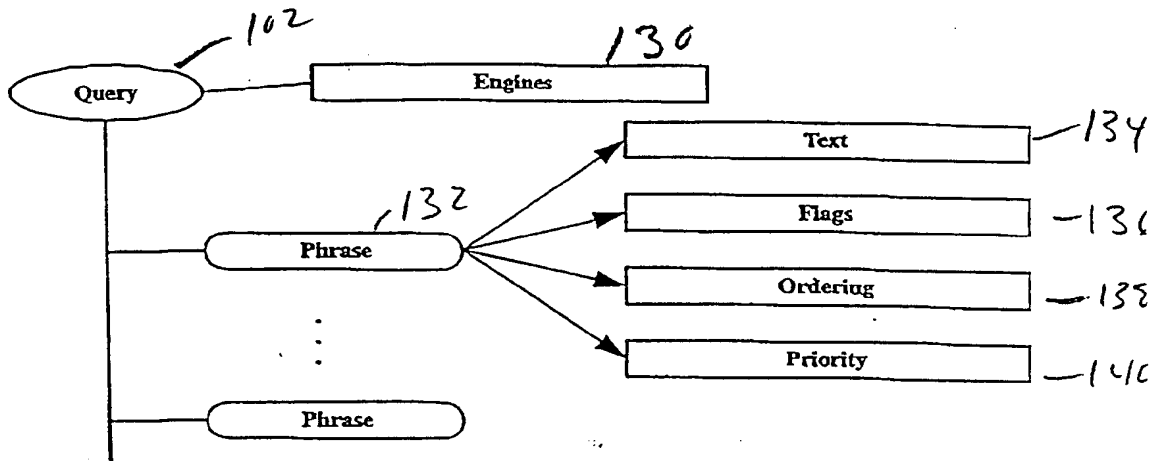 102
130
Query
Engines
Text
134
132
Flags
Phrase
Ordering
Priority
Phrase